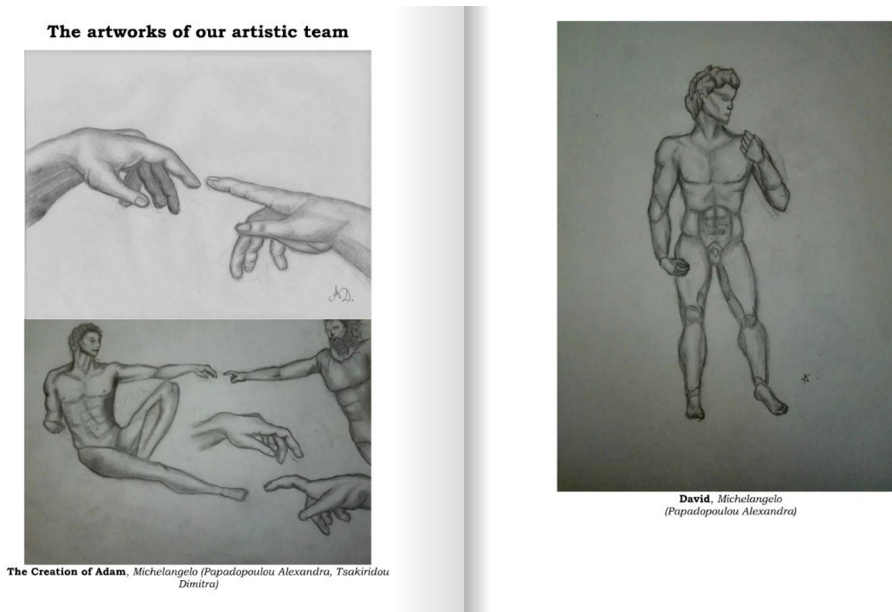 The artworks of our artistic team
A.D.
The Creation of Adam, Michelangelo (Papadopoulou Alexandra, Tsakiridou
Dimitra)
David, Michelangelo
(Papadopoulou Alexandra)